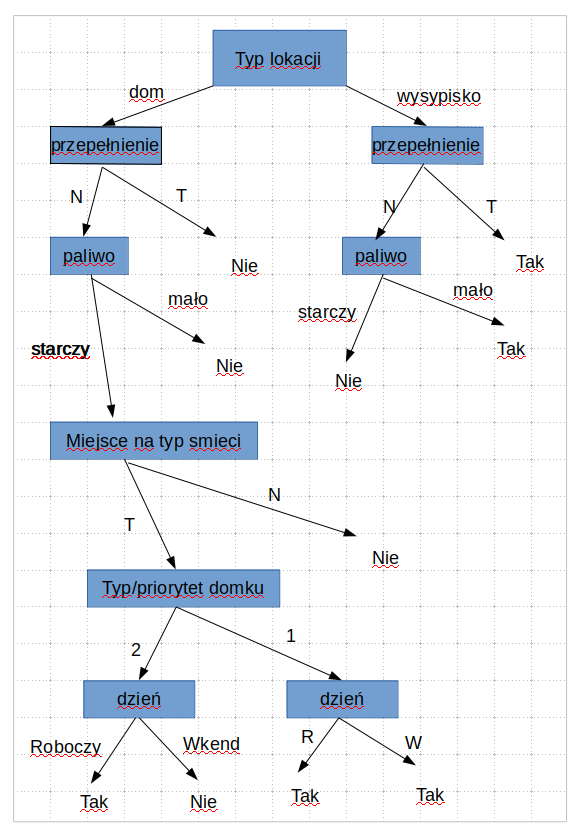 Typ lokacji
dom
wysypisko
przepełnienie
przepełnienie
N
T
N
T
paliwo
Nie
paliwo
Tak
mało
mało
starczy
starczy
Nie
Tak
Nie
Miejsce na typ smieci
N
T
Nie
Typ/priorytet domku
2
1
dzień
dzień
Roboczy
Wkend
R
W
Tak
Nie
Tak
Tak